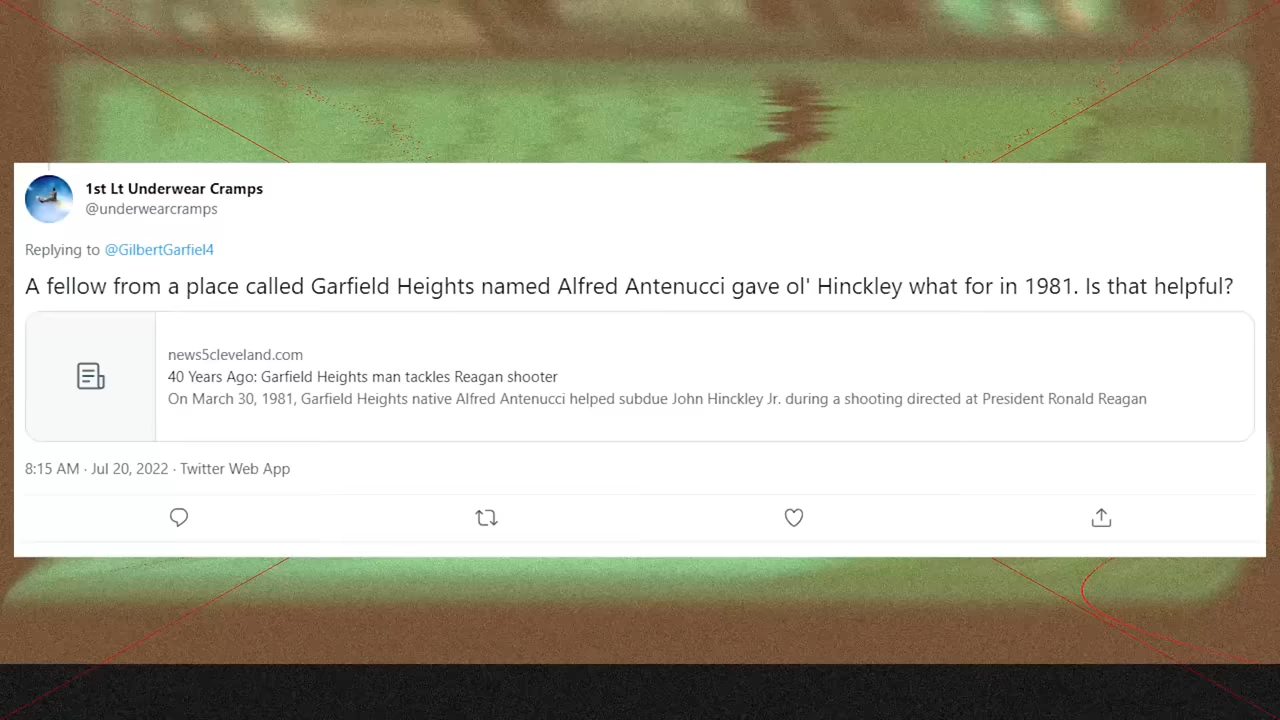 1st Lt Underwear Cramps
@underwearcramps
Replying to @GilbertGarfiel4
A fellow from a place called Garfield Heights named Alfred Antenucci gave ol' Hinckley what for in 1981. Is that helpful?
news5cleveland.com
40 Years Ago: Garfield Heights man tackles Reagan shooter
On March 30, 1981, Garfield Heights native Alfred Antenucci helped subdue John Hinckley Jr. during a shooting directed at President Ronald Reagan
8:15 AM · Jul 20, 2022 · Twitter Web App